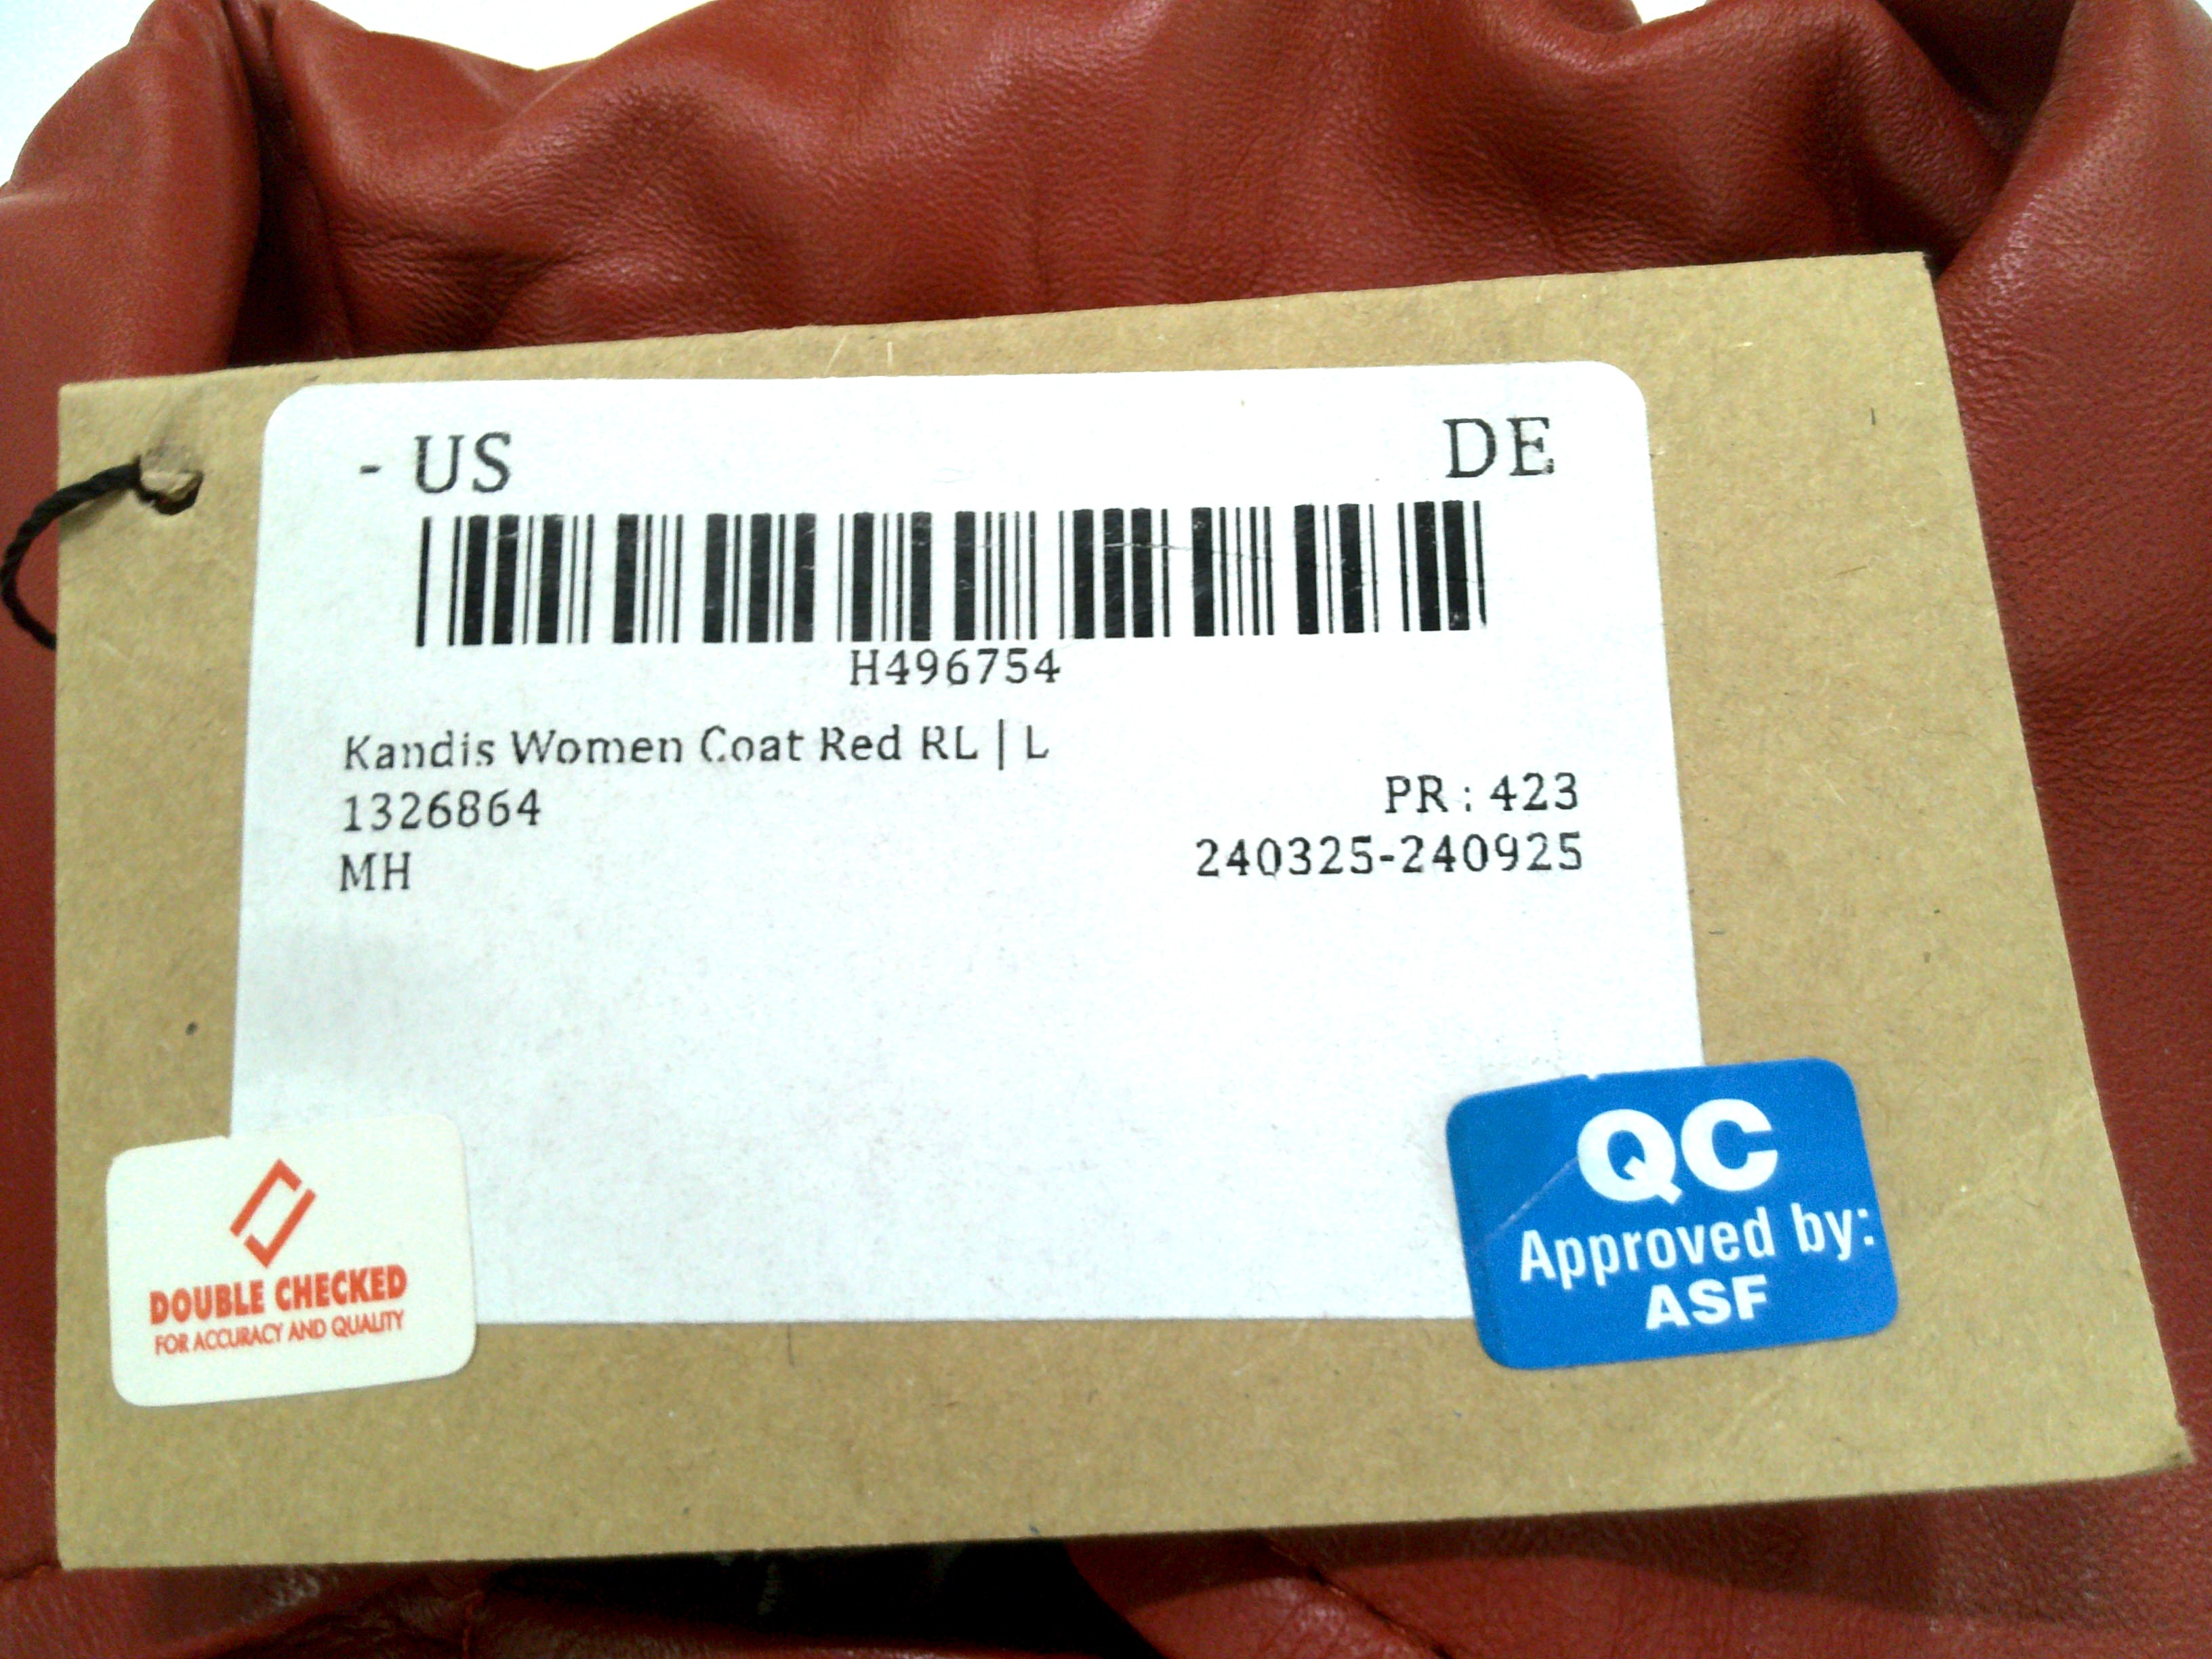 - US DE
H496754
Kandis Women Coat Red RL | L
1326864
PR : 423
MH
240325-240925
QC
Approved by:
ASF
DOUBLE CHECKED
FOR ACCURACY AND QUALITY